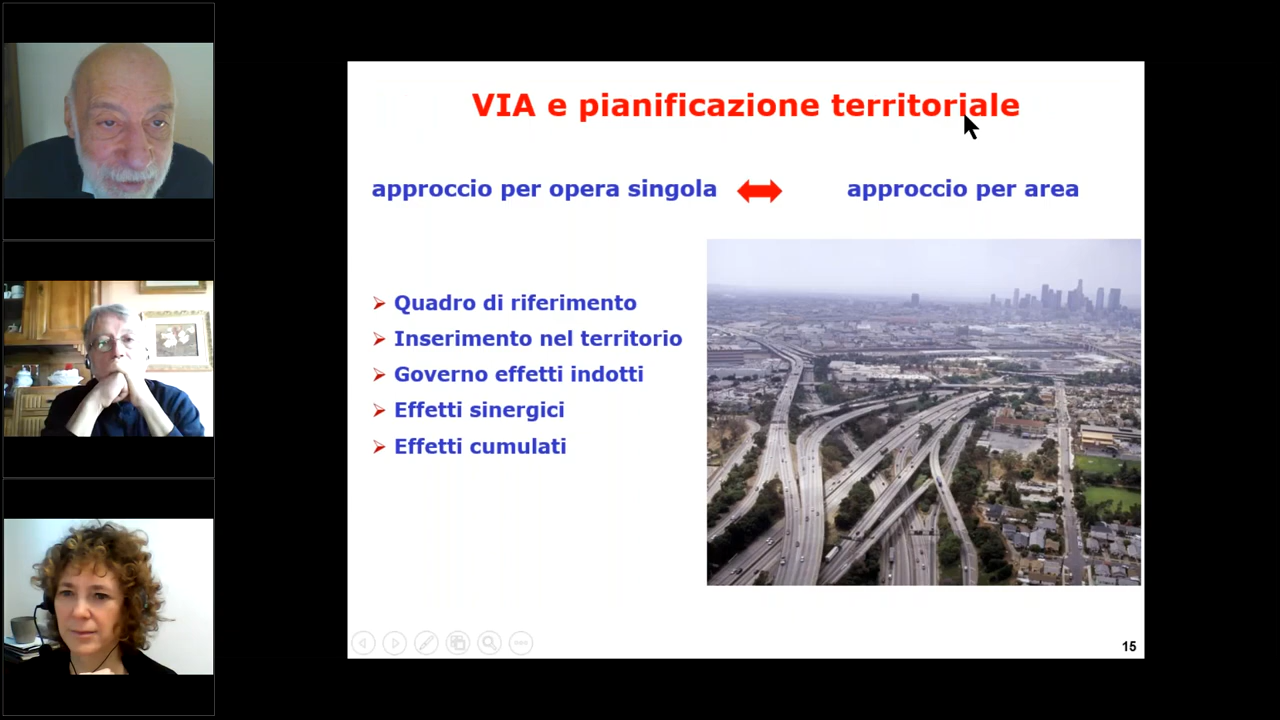 VIA e pianificazione territoriale
approccio per opera singola
approccio per area
Quadro di riferimento
Inserimento nel territorio
Governo effetti indotti
Effetti sinergici
Effetti cumulati
15